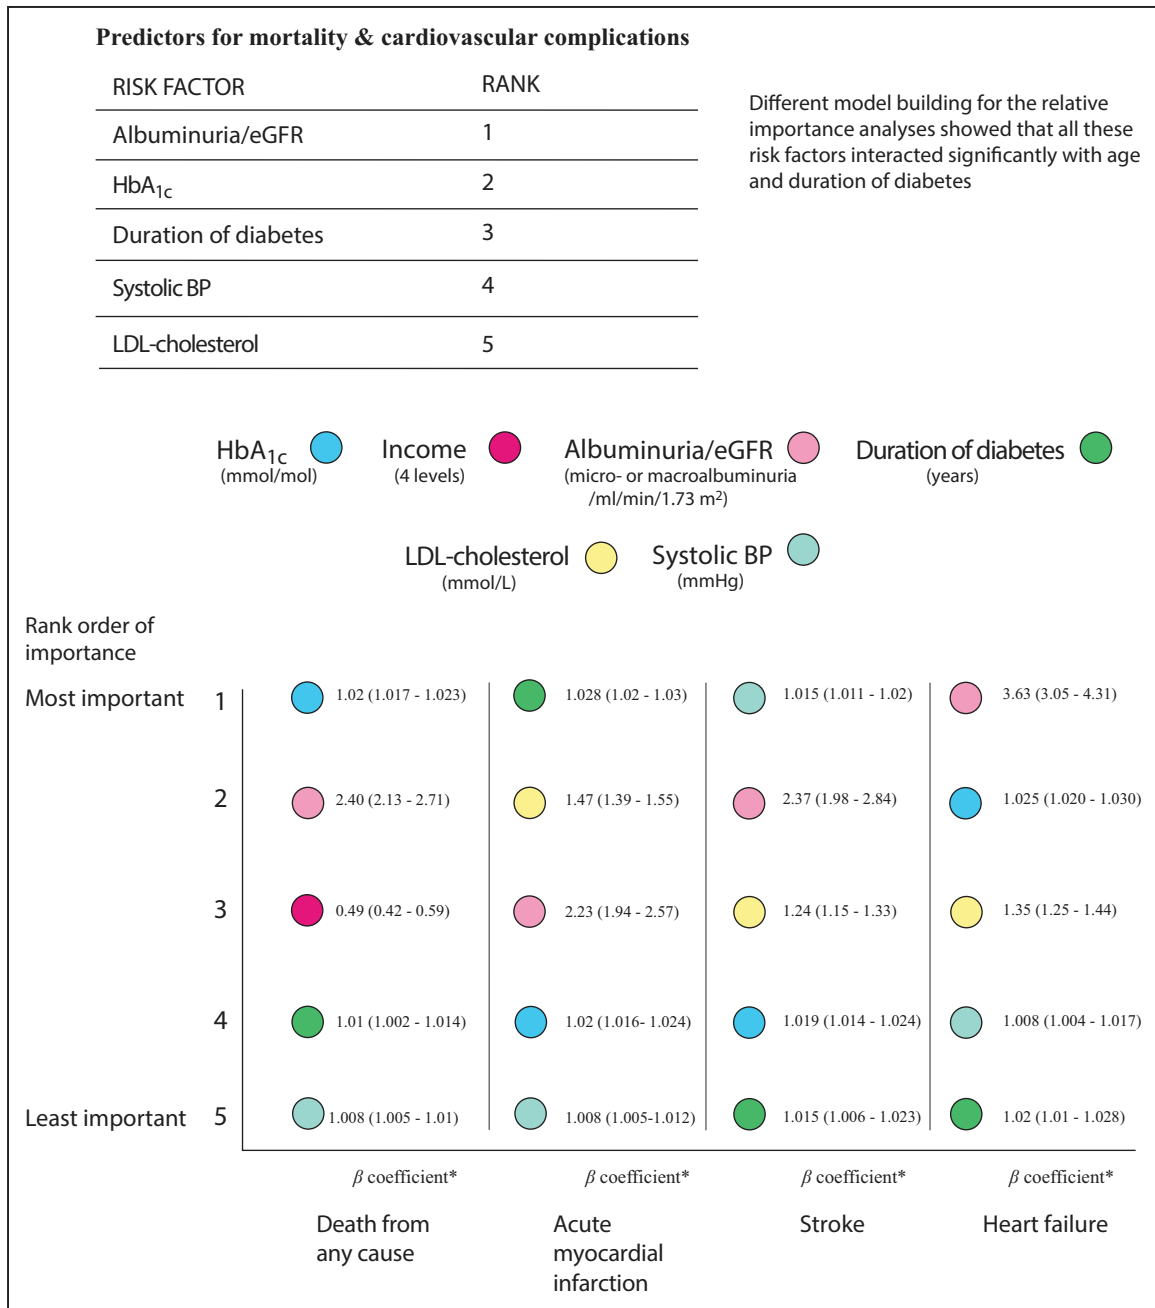 Predictors for mortality & cardiovascular complications
RISK FACTOR RANK
Albuminuria/eGFR 1
HbA1c 2
Duration of diabetes 3
Systolic BP 4
LDL-cholesterol 5
Different model building for the relative
importance analyses showed that all these
risk factors interacted significantly with age
and duration of diabetes
HbA1c Income Albuminuria/eGFR Duration of diabetes
(mmol/mol) (4 levels) (micro- or macroalbuminuria (years)
/ml/min/1.73 m²)
LDL-cholesterol Systolic BP
(mmol/L) (mmHg)
Rank order of
importance
Most important 1 1.02 (1.017 - 1.023) 1.028 (1.02 - 1.03) 1.015 (1.011 - 1.02) 3.63 (3.05 - 4.31)
2 2.40 (2.13 - 2.71) 1.47 (1.39 - 1.55) 2.37 (1.98 - 2.84) 1.025 (1.020 - 1.030)
3 0.49 (0.42 - 0.59) 2.23 (1.94 - 2.57) 1.24 (1.15 - 1.33) 1.35 (1.25 - 1.44)
4 1.01 (1.002 - 1.014) 1.02 (1.016- 1.024) 1.019 (1.014 - 1.024) 1.008 (1.004 - 1.017)
Least important 5 1.008 (1.005 - 1.01) 1.008 (1.005-1.012) 1.015 (1.006 - 1.023) 1.02 (1.01 - 1.028)
β coefficient* β coefficient* β coefficient* β coefficient*
Death from Acute Stroke Heart failure
any cause myocardial
infarction